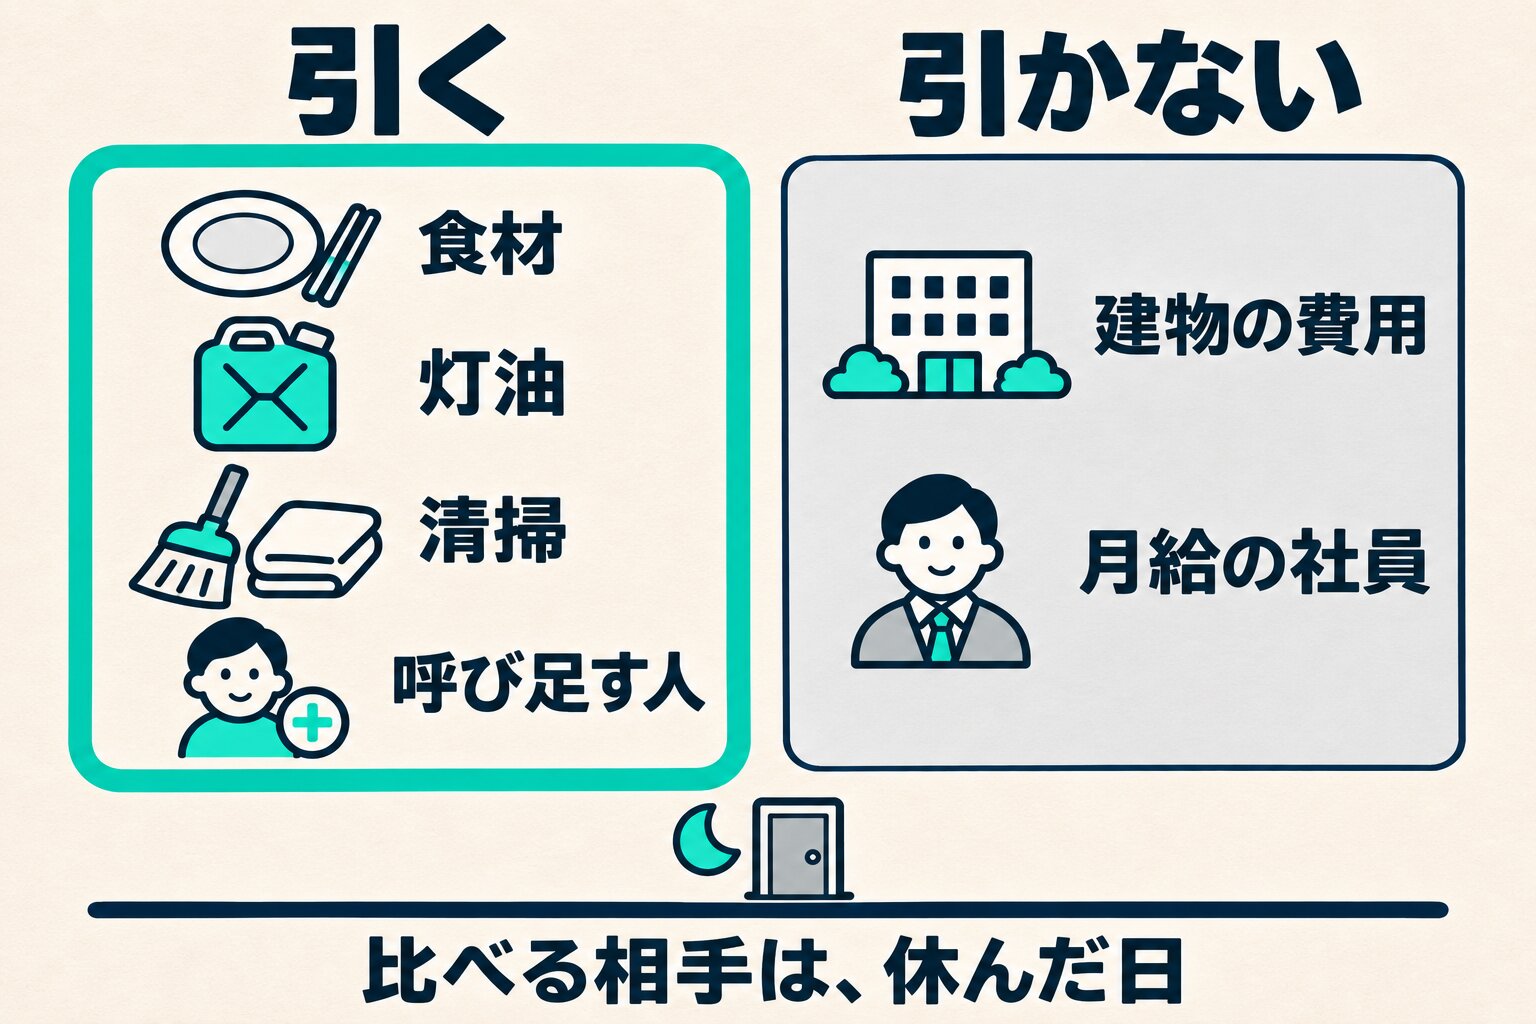 引く
食材
灯油
清掃
呼び足す人
引かない
建物の費用
月給の社員
比べる相手は、休んだ日